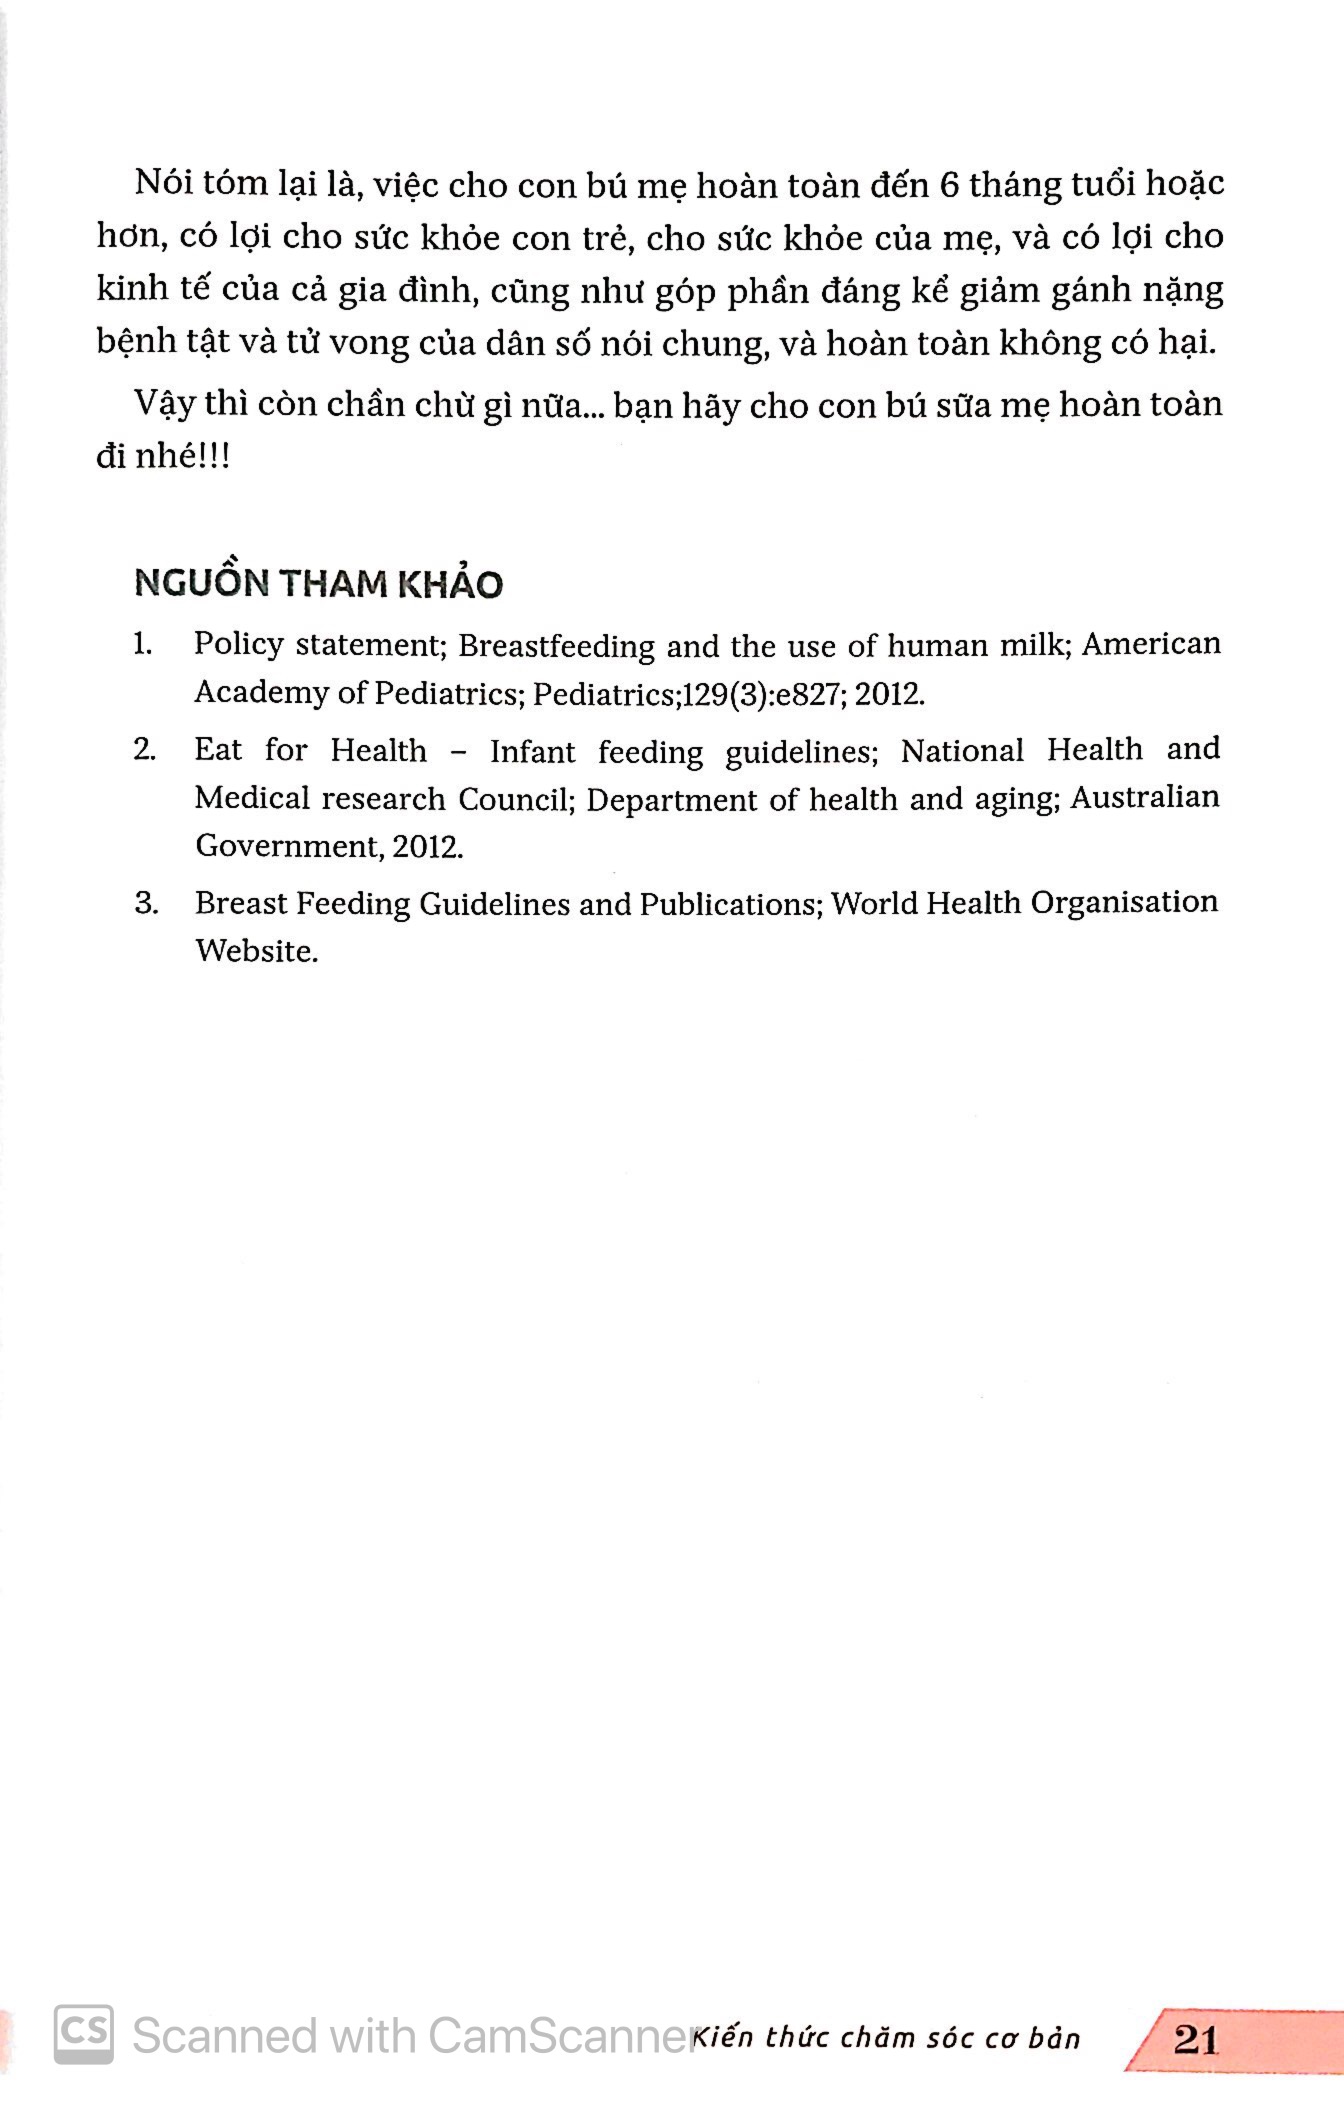 Nói tóm lại là, việc cho con bú mẹ hoàn toàn đến 6 tháng tuổi hoặc
hơn, có lợi cho sức khỏe con trẻ, cho sức khỏe của mẹ, và có lợi cho
kinh tế của cả gia đình, cũng như góp phần đáng kể giảm gánh nặng
bệnh tật và tử vong của dân số nói chung, và hoàn toàn không có hại.
Vậy thì còn chần chừ gì nữa... bạn hãy cho con bú sữa mẹ hoàn toàn
đi nhé!!!
NGUỒN THAM KHẢO
1. Policy statement; Breastfeeding and the use of human milk; American
Academy of Pediatrics; Pediatrics;129(3):e827; 2012.
2. Eat for Health – Infant feeding guidelines; National Health and
Medical research Council; Department of health and aging; Australian
Government, 2012.
3. Breast Feeding Guidelines and Publications; World Health Organisation
Website.
CS Scanned with CamScanner Kiến thức chăm sóc cơ bản 21